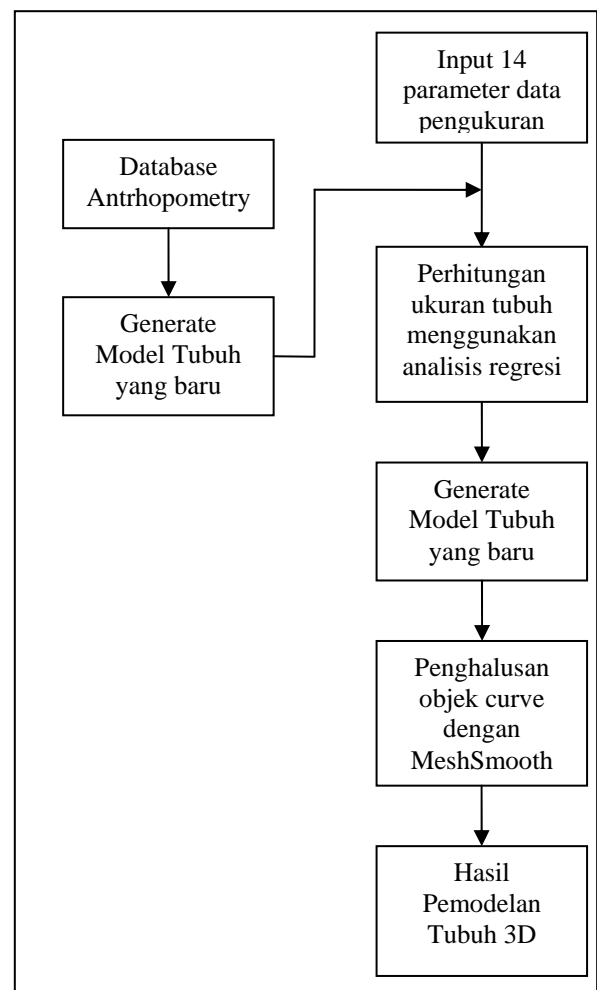 Input 14
parameter data
pengukuran
Database
Antrhopometry
Generate
Model Tubuh
yang baru
Perhitungan
ukuran tubuh
menggunakan
analisis regresi
Generate
Model Tubuh
yang baru
Penghalusan
objek curve
dengan
MeshSmooth
Hasil
Pemodelan
Tubuh 3D